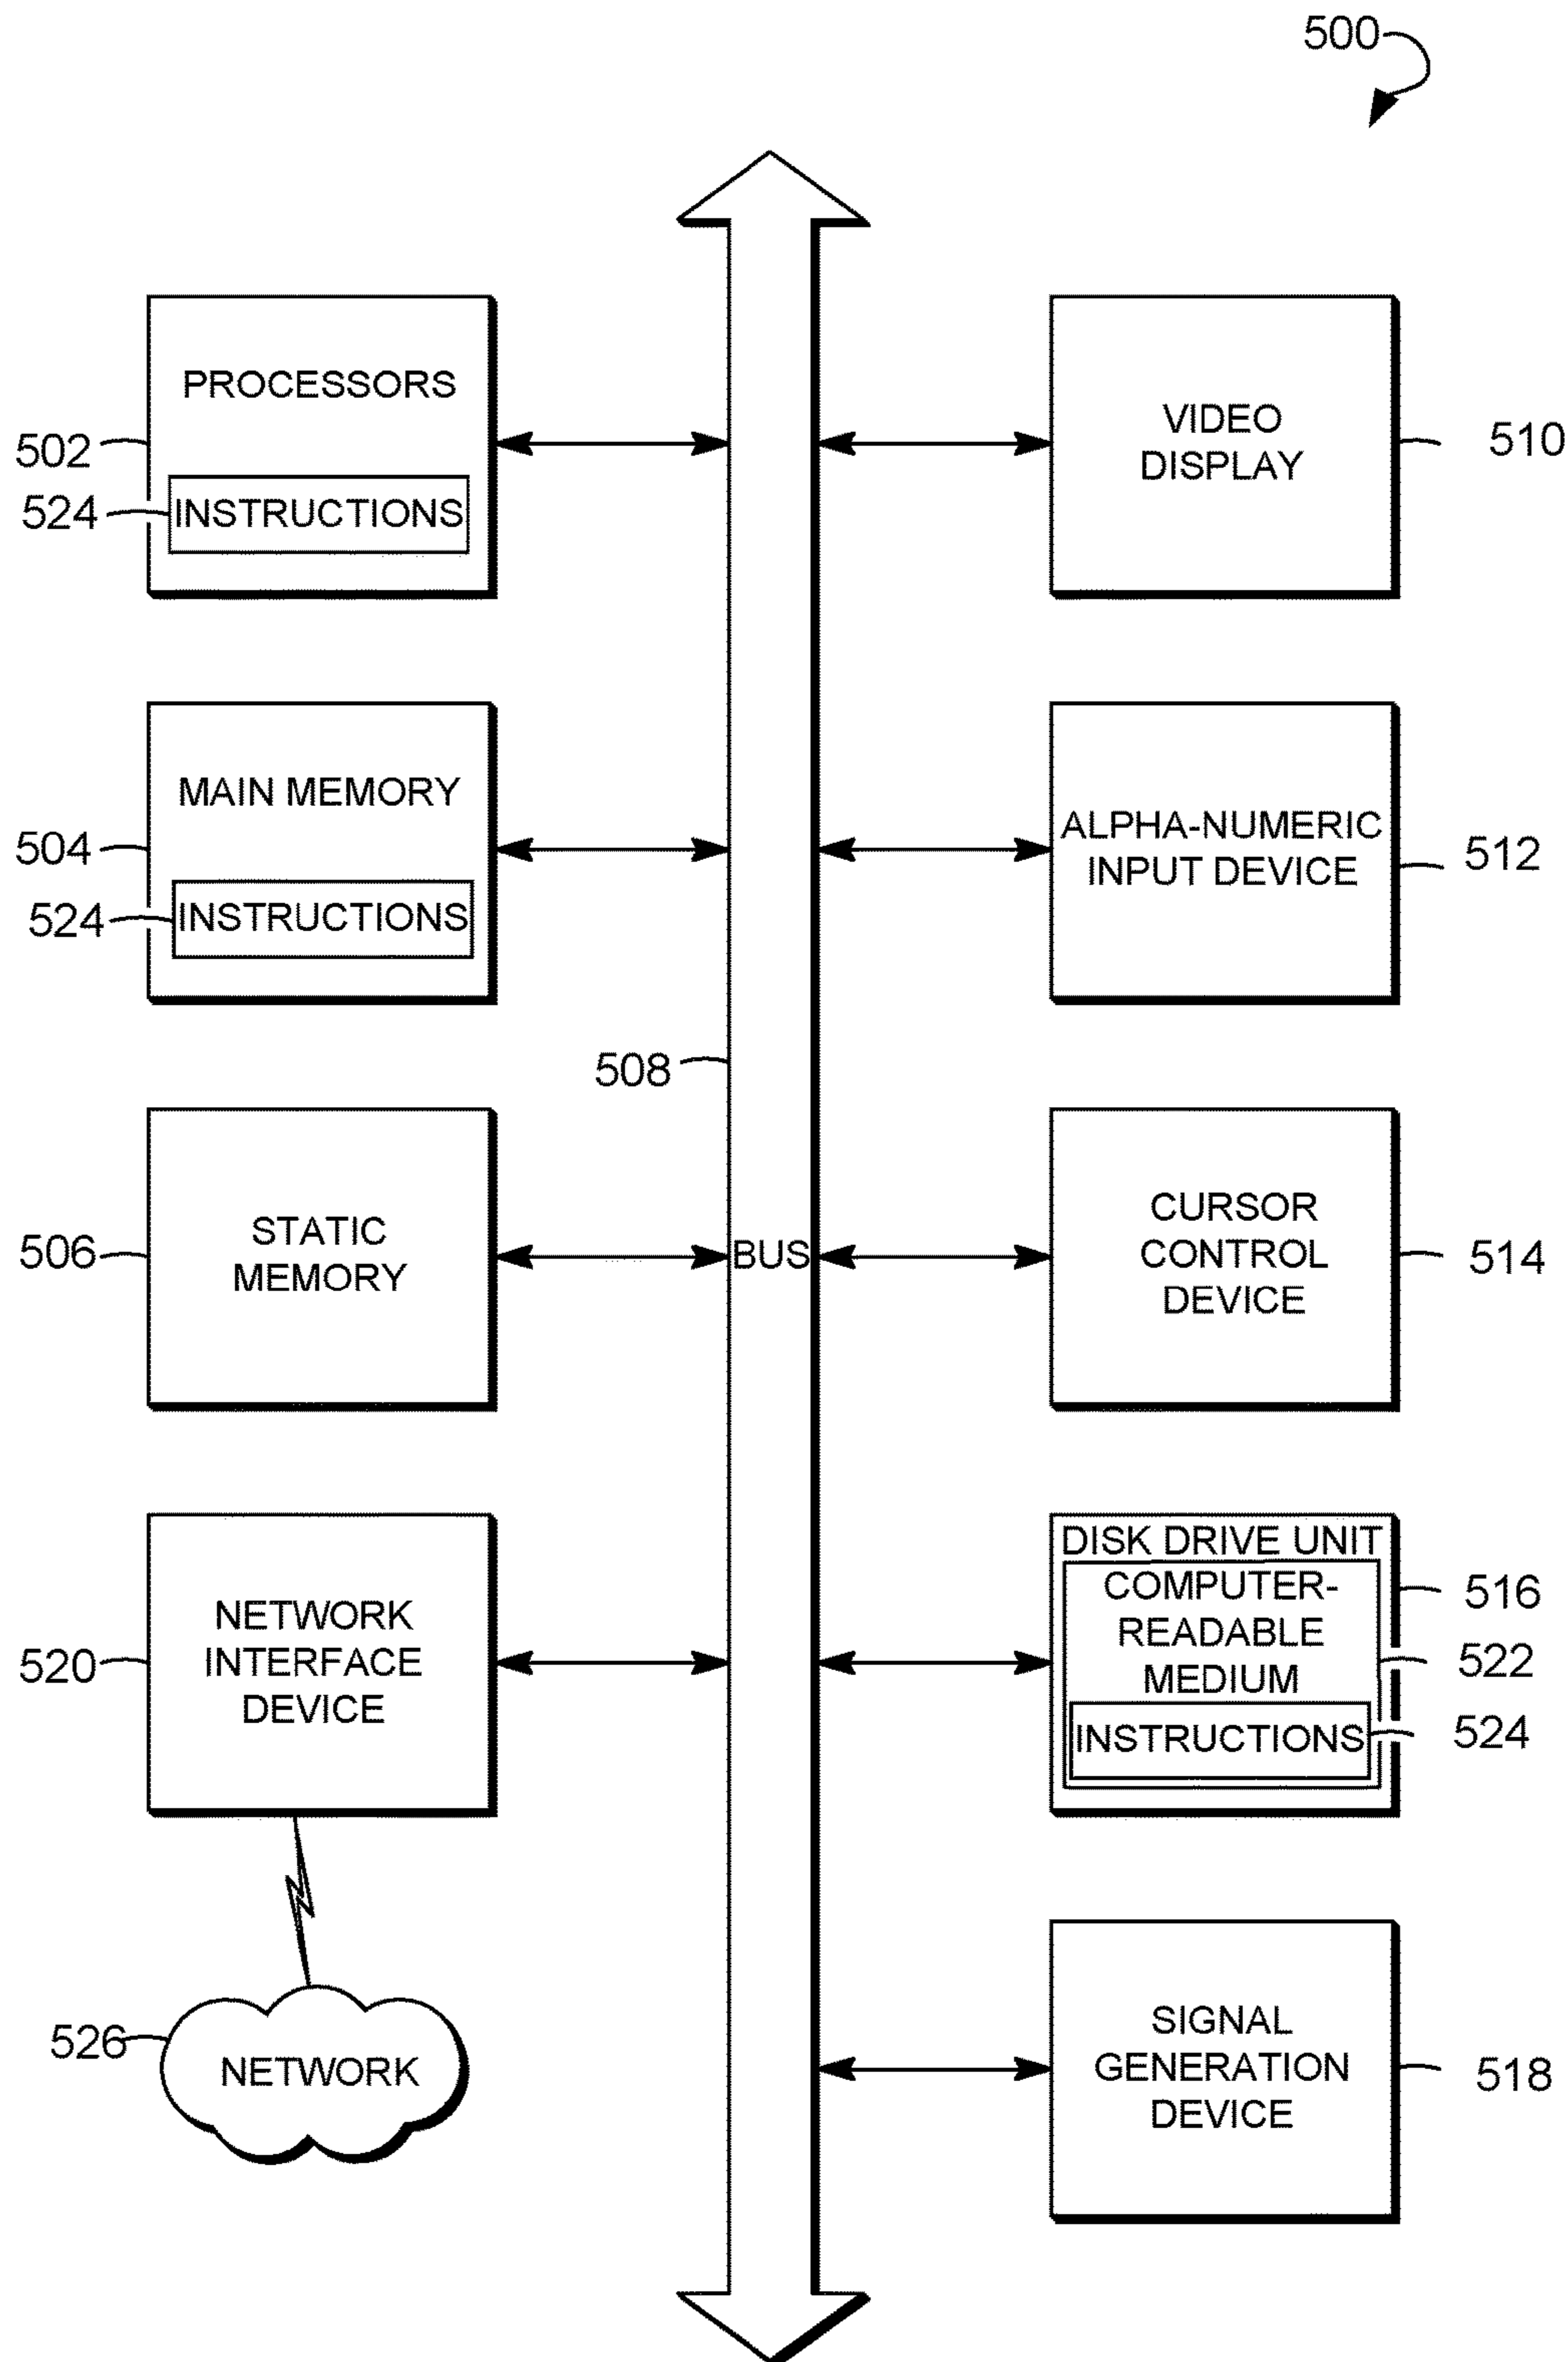 500
PROCESSORS
502
524
INSTRUCTIONS
VIDEO
DISPLAY
510
MAIN MEMORY
504
524
INSTRUCTIONS
ALPHA-NUMERIC
INPUT DEVICE
512
508
STATIC
MEMORY
506
BUS
CURSOR
CONTROL
DEVICE
514
NETWORK
INTERFACE
DEVICE
520
DISK DRIVE UNIT
COMPUTER-
READABLE
MEDIUM
516
522
INSTRUCTIONS
524
526
NETWORK
SIGNAL
GENERATION
DEVICE
518